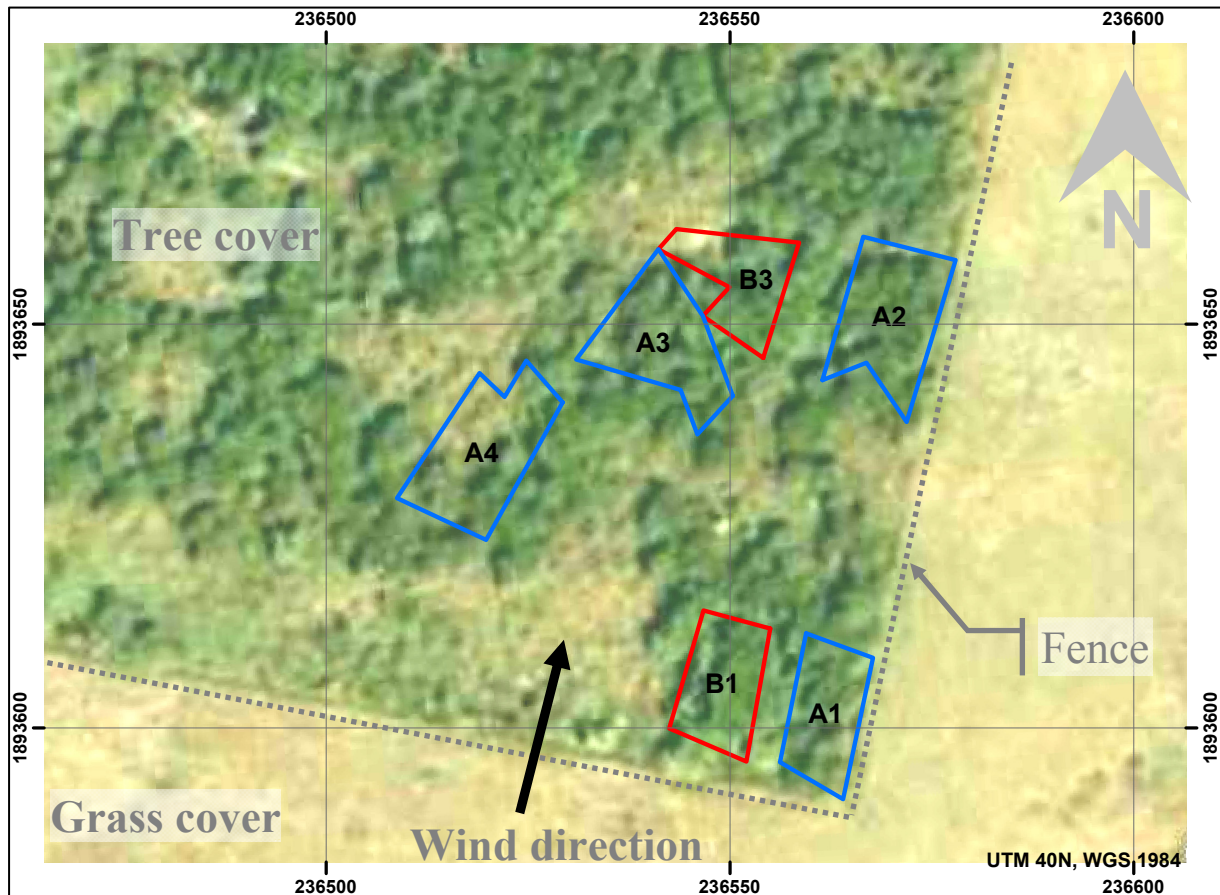 236500 236550 236600
N
Tree cover
B3
A2
1893650 A3 1893650
A4
Fence
B1
A1
1893600 1893600
Grass cover
Wind direction
UTM 40N, WGS 1984
236500 236550 236600